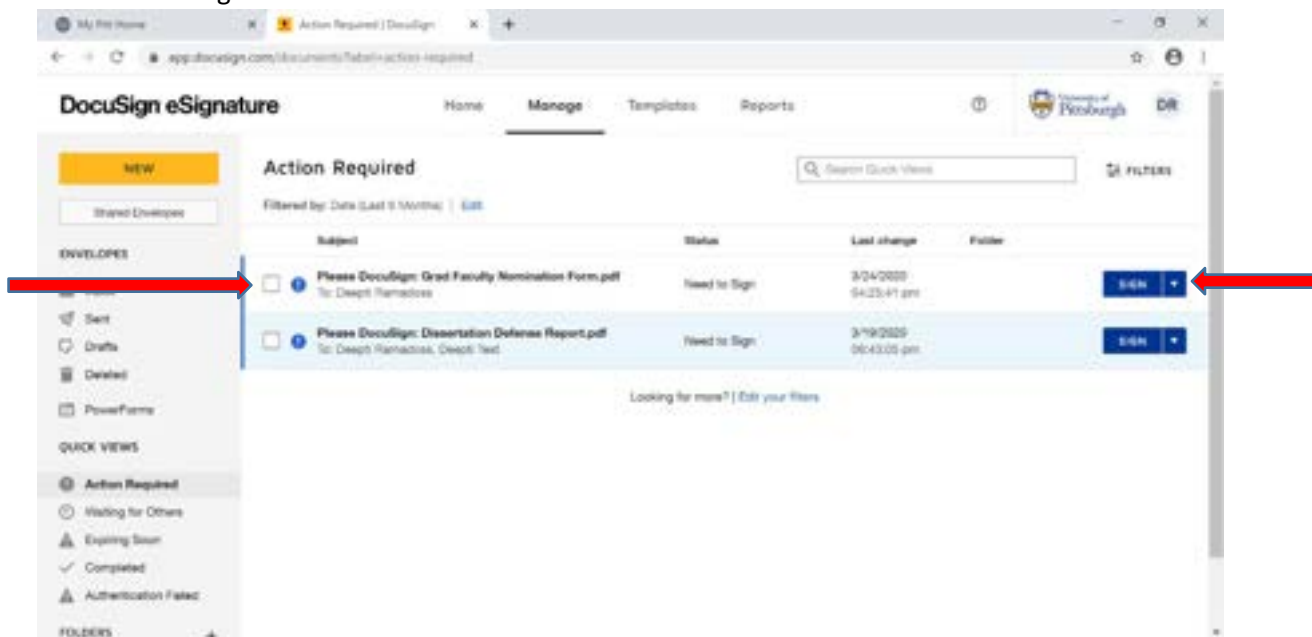 My Pitt Home
Action Required | DocuSign
app.docusign.com/documents?label=action-required
DocuSign eSignature
Home
Manage
Templates
Reports
University of
Pittsburgh
DR
NEW
Shared Envelopes
ENVELOPES
Sent
Drafts
Deleted
PowerForms
QUICK VIEWS
Action Required
Waiting for Others
Expiring Soon
Completed
Authentication Failed
FOLDERS
Action Required
Search Quick Views
FILTERS
Filtered by: Date (Last 6 Months) | Edit
Subject
Status
Last change
Folder
Please DocuSign: Grad Faculty Nomination Form.pdf
To: Deepti Ramadoss
Need to Sign
3/24/2020
04:25:41 pm
SIGN
Please DocuSign: Dissertation Defense Report.pdf
To: Deepti Ramadoss, Deepti Test
Need to Sign
3/19/2020
06:43:05 pm
SIGN
Looking for more? | Edit your filters